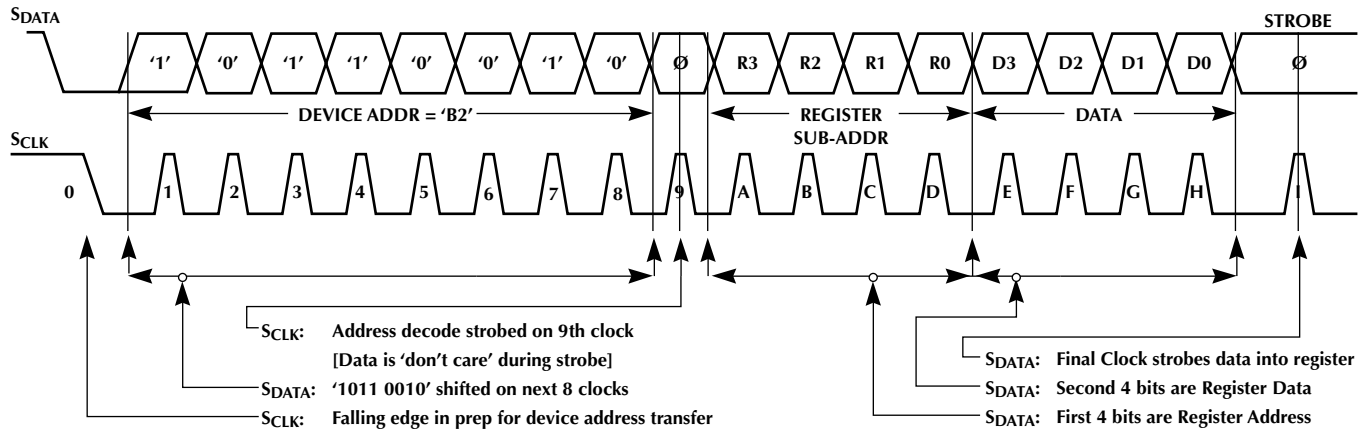 SDATA
STROBE
‘1’ ‘0’ ‘1’ ‘1’ ‘0’ ‘0’ ‘1’ ‘0’ Ø R3 R2 R1 R0 D3 D2 D1 D0 Ø
DEVICE ADDR = ‘B2’
REGISTER
SUB-ADDR
DATA
SCLK
0 1 2 3 4 5 6 7 8 9 A B C D E F G H I
SCLK: Address decode strobed on 9th clock
[Data is ‘don’t care’ during strobe]
SDATA: ‘1011 0010’ shifted on next 8 clocks
SCLK: Falling edge in prep for device address transfer
SDATA: Final Clock strobes data into register
SDATA: Second 4 bits are Register Data
SDATA: First 4 bits are Register Address